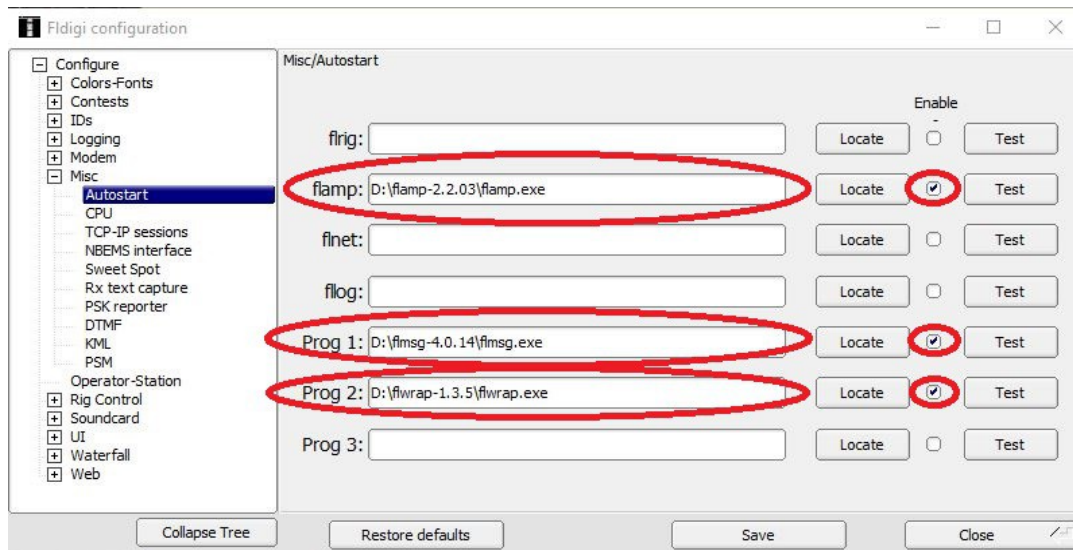 Fldigi configuration
Configure
Colors-Fonts
Contests
IDs
Logging
Modem
Misc
Autostart
CPU
TCP-IP sessions
NBEMS interface
Sweet Spot
Rx text capture
PSK reporter
DTMF
KML
PSM
Operator-Station
Rig Control
Soundcard
UI
Waterfall
Web
Collapse Tree
Misc/Autostart
Enable
-
flrig: Locate Test
flamp: D:\flamp-2.2.03\flamp.exe Locate Test
flnet: Locate Test
fllog: Locate Test
Prog 1: D:\flmsg-4.0.14\flmsg.exe Locate Test
Prog 2: D:\flwrap-1.3.5\flwrap.exe Locate Test
Prog 3: Locate Test
Restore defaults Save Close